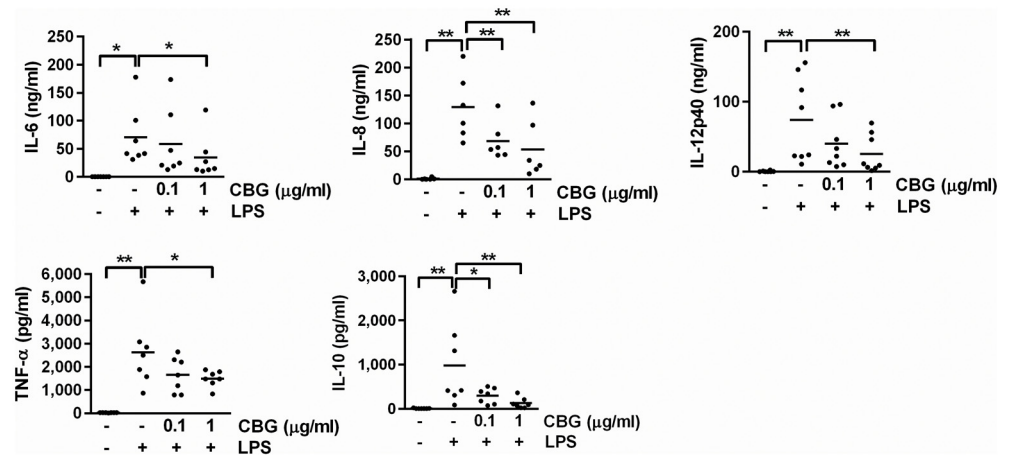 * *
IL-6 (ng/ml)
250
200
150
100
50
0
- - 0.1 1 CBG (μg/ml)
- + + + LPS
**
** **
IL-8 (ng/ml)
250
200
150
100
50
0
- - 0.1 1 CBG (μg/ml)
- + + + LPS
** **
IL-12p40 (ng/ml)
200
100
0
- - 0.1 1 CBG (μg/ml)
- + + + LPS
** *
TNF-α (pg/ml)
6,000
5,000
4,000
3,000
2,000
1,000
0
- - 0.1 1 CBG (μg/ml)
- + + + LPS
**
** *
IL-10 (pg/ml)
3,000
2,000
1,000
0
- - 0.1 1 CBG (μg/ml)
- + + + LPS